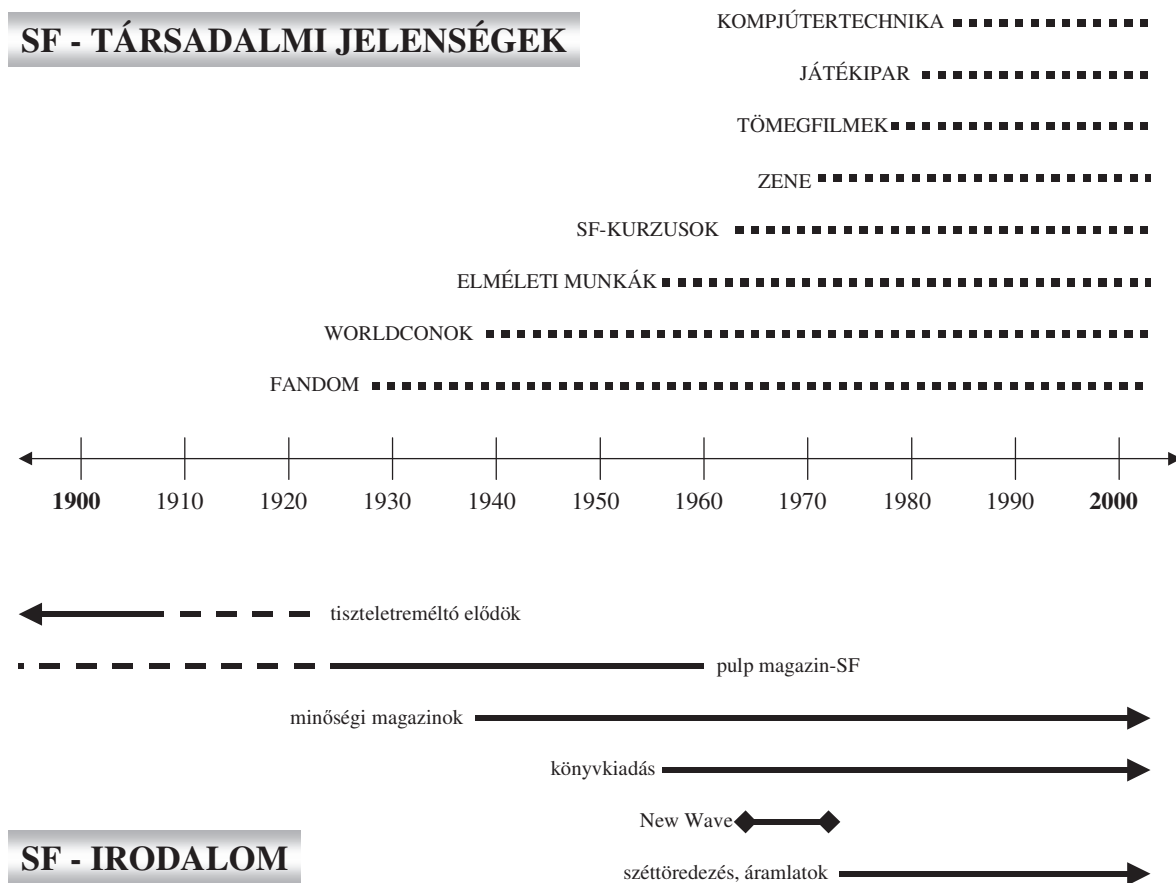 KOMPJÚTERTECHNIKA
SF - TÁRSADALMI JELENSÉGEK
JÁTÉKIPAR
TÖMEGFILMEK
ZENE
SF-KURZUSOK
ELMÉLETI MUNKÁK
WORLDCONOK
FANDOM
1900 1910 1920 1930 1940 1950 1960 1970 1980 1990 2000
tiszteletreméltó elődök
pulp magazin-SF
minőségi magazinok
könyvkiadás
New Wave
SF - IRODALOM
széttöredezés, áramlatok